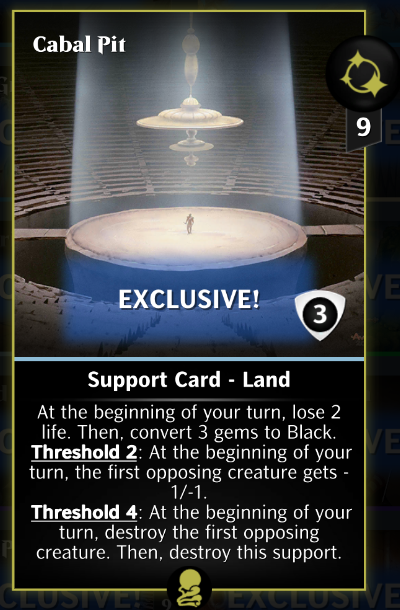 Cabal Pit
9
EXCLUSIVE!
3
Support Card - Land
At the beginning of your turn, lose 2
life. Then, convert 3 gems to Black.
Threshold 2: At the beginning of your
turn, the first opposing creature gets -
1/-1.
Threshold 4: At the beginning of your
turn, destroy the first opposing
creature. Then, destroy this support.